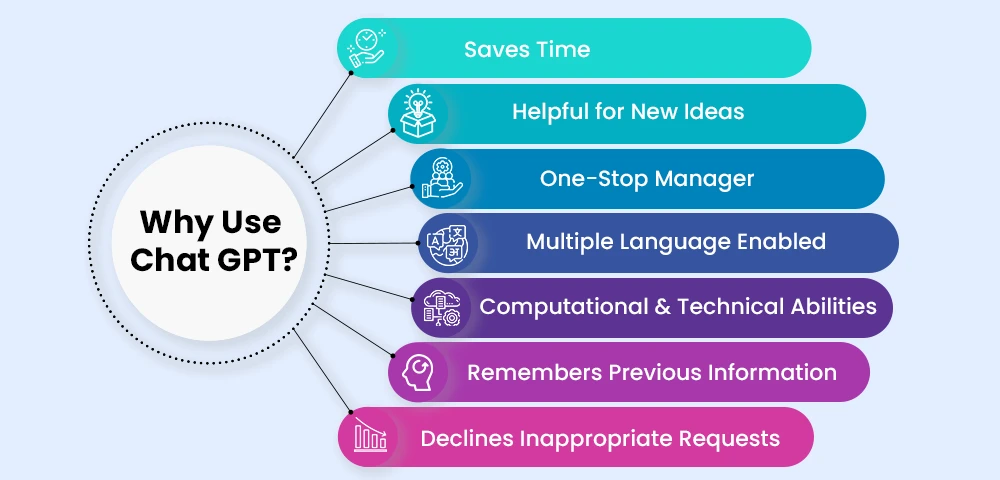 Why Use
Chat GPT?
Saves Time
Helpful for New Ideas
One-Stop Manager
Multiple Language Enabled
Computational & Technical Abilities
Remembers Previous Information
Declines Inappropriate Requests